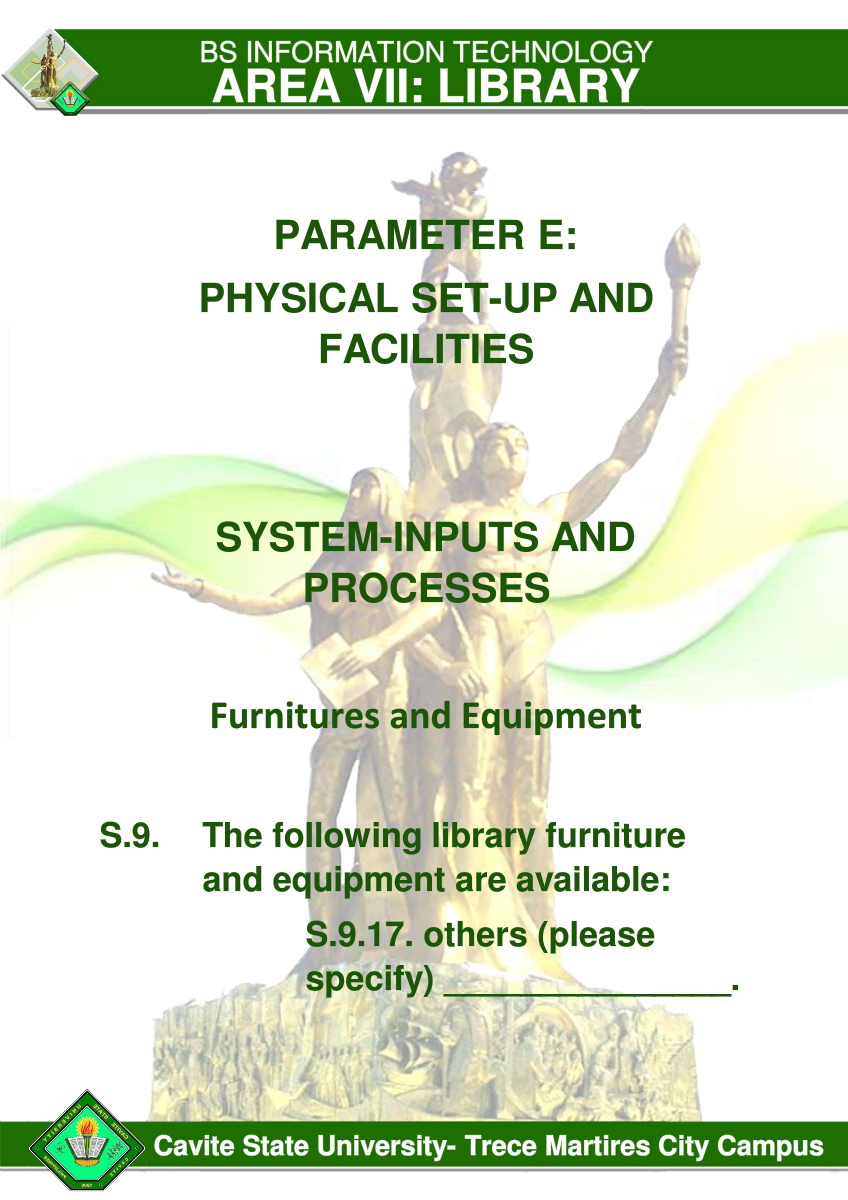 BS INFORMATION TECHNOLOGY
AREA VII: LIBRARY
PARAMETER E:
PHYSICAL SET-UP AND
FACILITIES
SYSTEM-INPUTS AND
PROCESSES
Furnitures and Equipment
S.9. The following library furniture
and equipment are available:
S.9.17. others (please
specify) _______________.
Cavite State University- Trece Martires City Campus